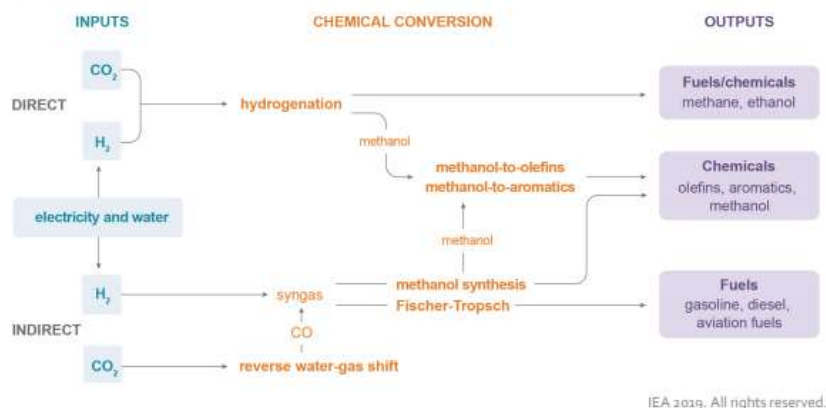 INPUTS
CHEMICAL CONVERSION
OUTPUTS
CO₂
DIRECT
H₂
hydrogenation
methanol
Fuels/chemicals
methane, ethanol
methanol-to-olefins
methanol-to-aromatics
Chemicals
olefins, aromatics,
methanol
electricity and water
methanol
H₂
syngas
methanol synthesis
Fischer-Tropsch
Fuels
gasoline, diesel,
aviation fuels
INDIRECT
CO
CO₂
reverse water-gas shift
IEA 2019. All rights reserved.